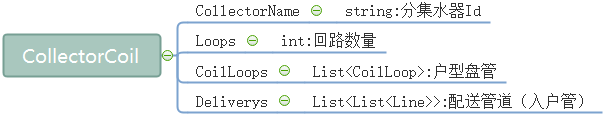 CollectorCoil
CollectorName string:分集水器Id
Loops int:回路数量
CoilLoops List<CoilLoop>:户型盘管
Deliverys List<List<Line>>:配送管道（入户管）